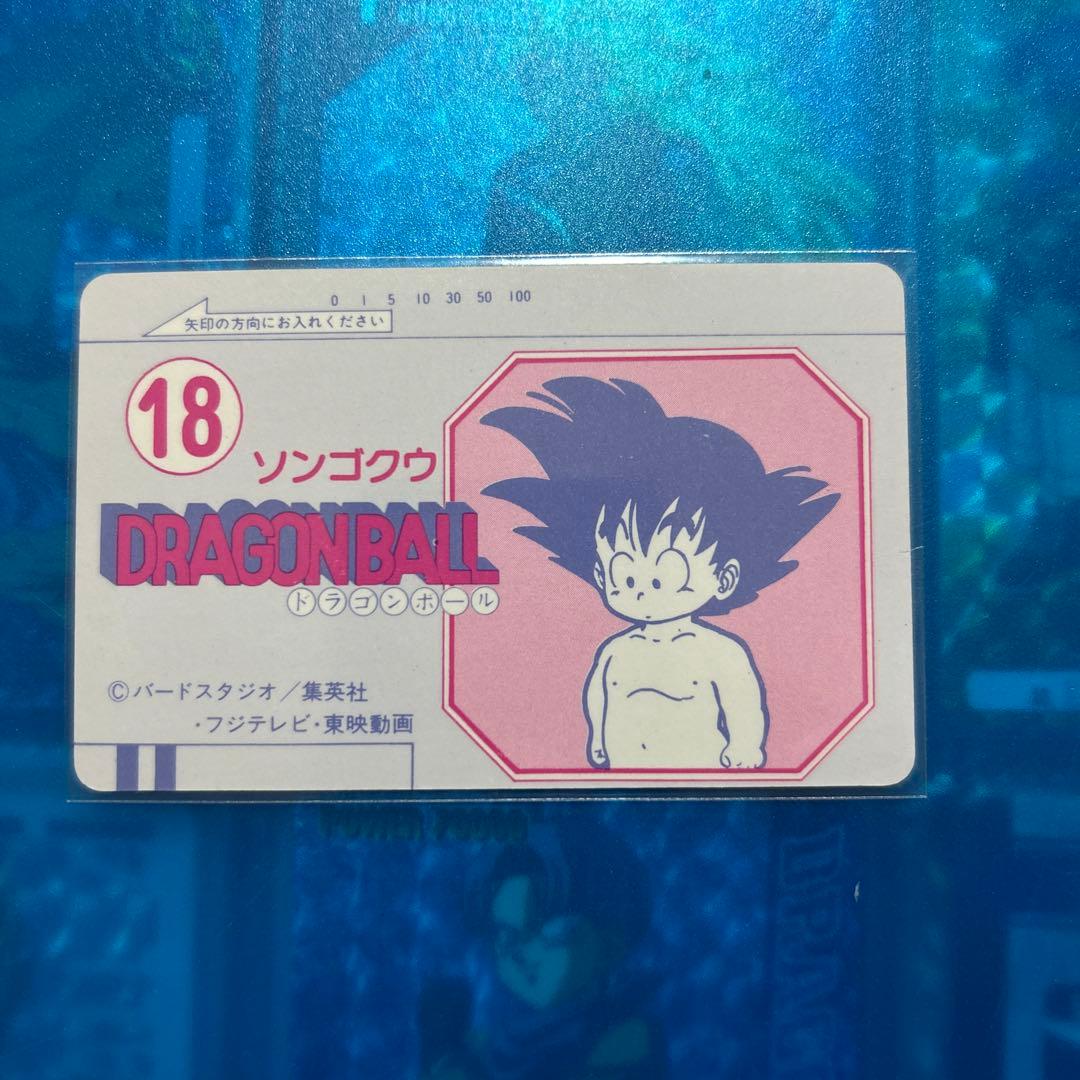 0 1 5 10 30 50 100
矢印の方向にお入れください
18
ソンゴクウ
DRAGON BALL
ドラゴンボール
©バードスタジオ／集英社
・フジテレビ・東映動画